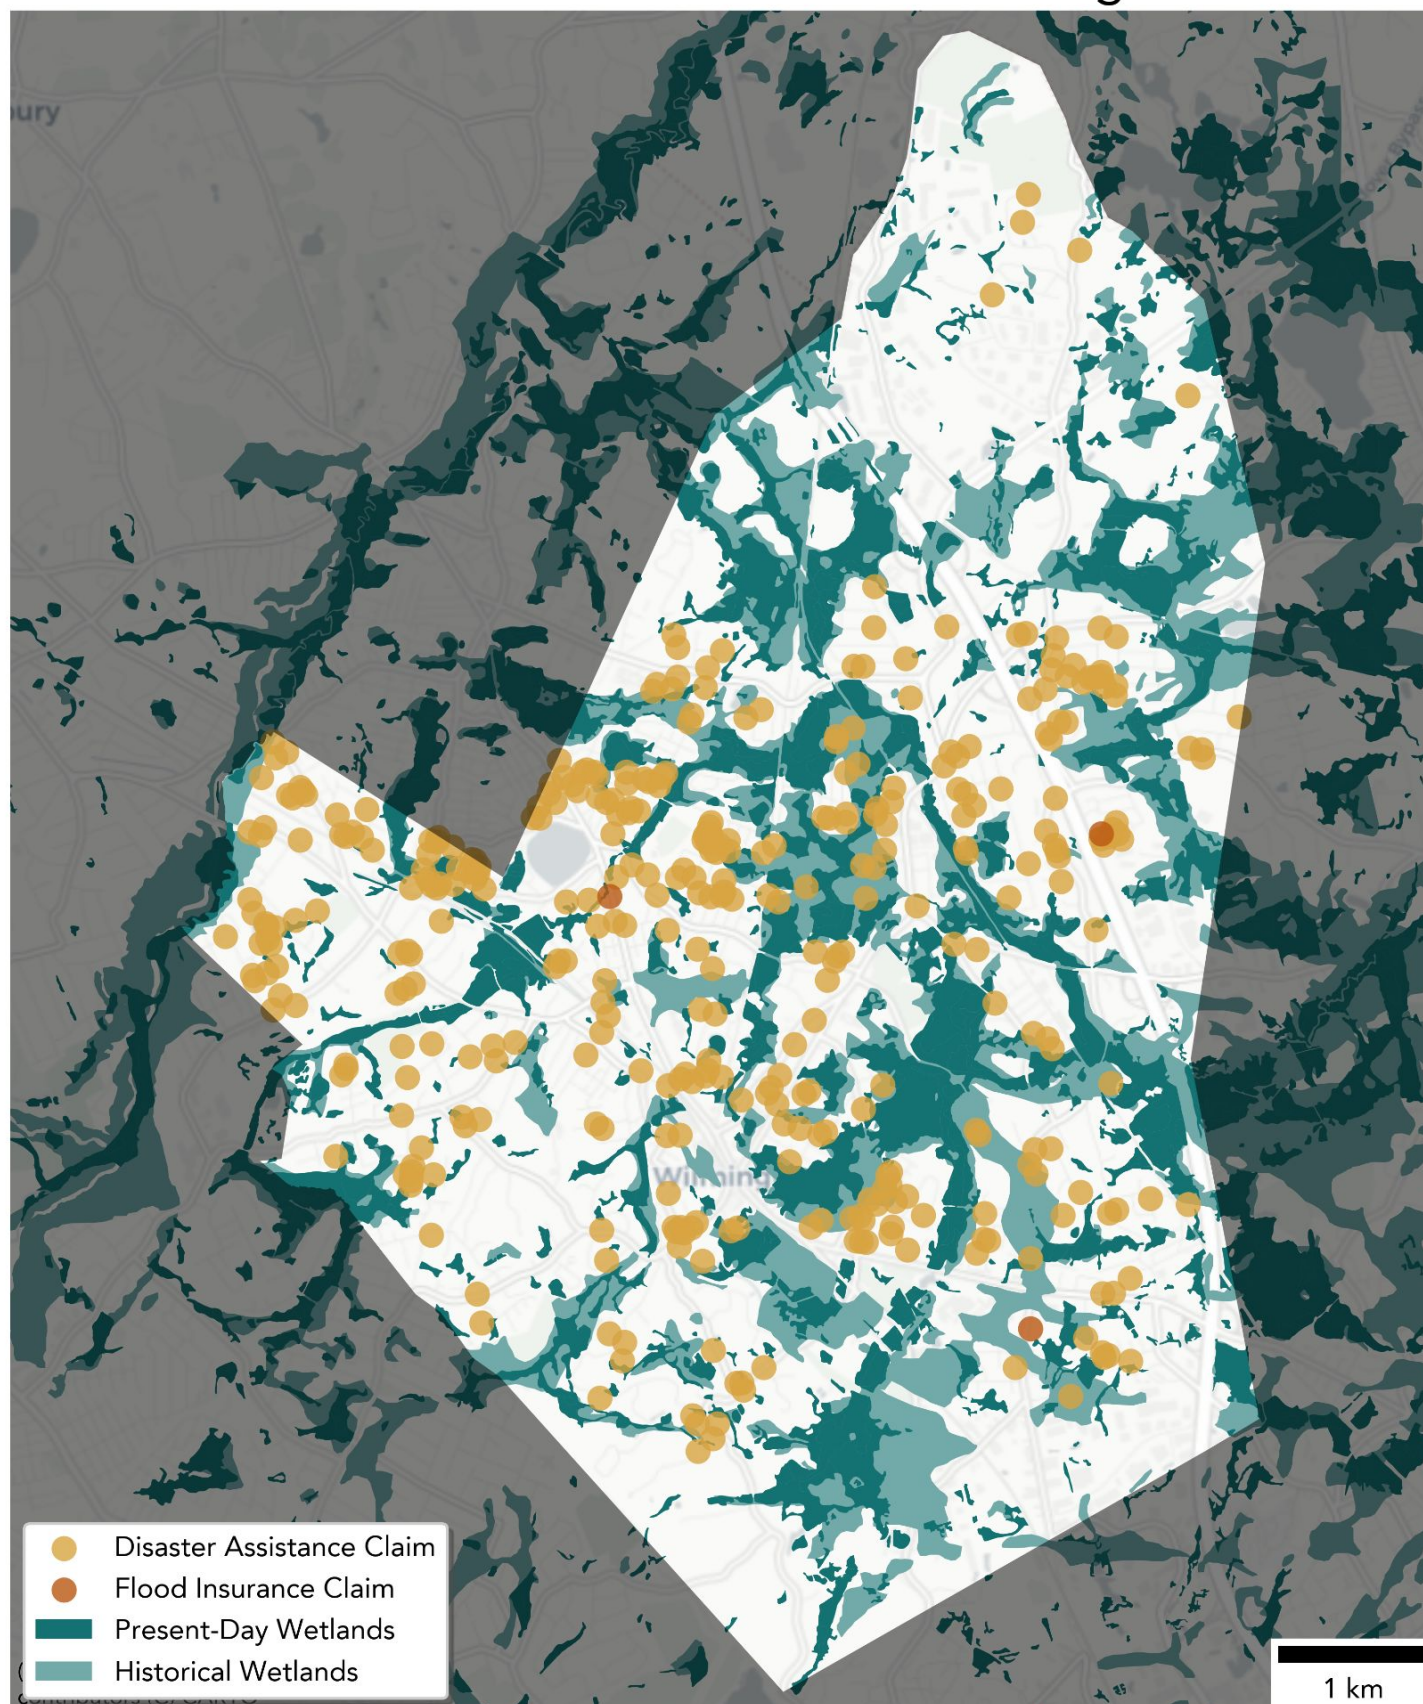 Disaster Assistance Claim
Flood Insurance Claim
Present-Day Wetlands
Historical Wetlands
1 km